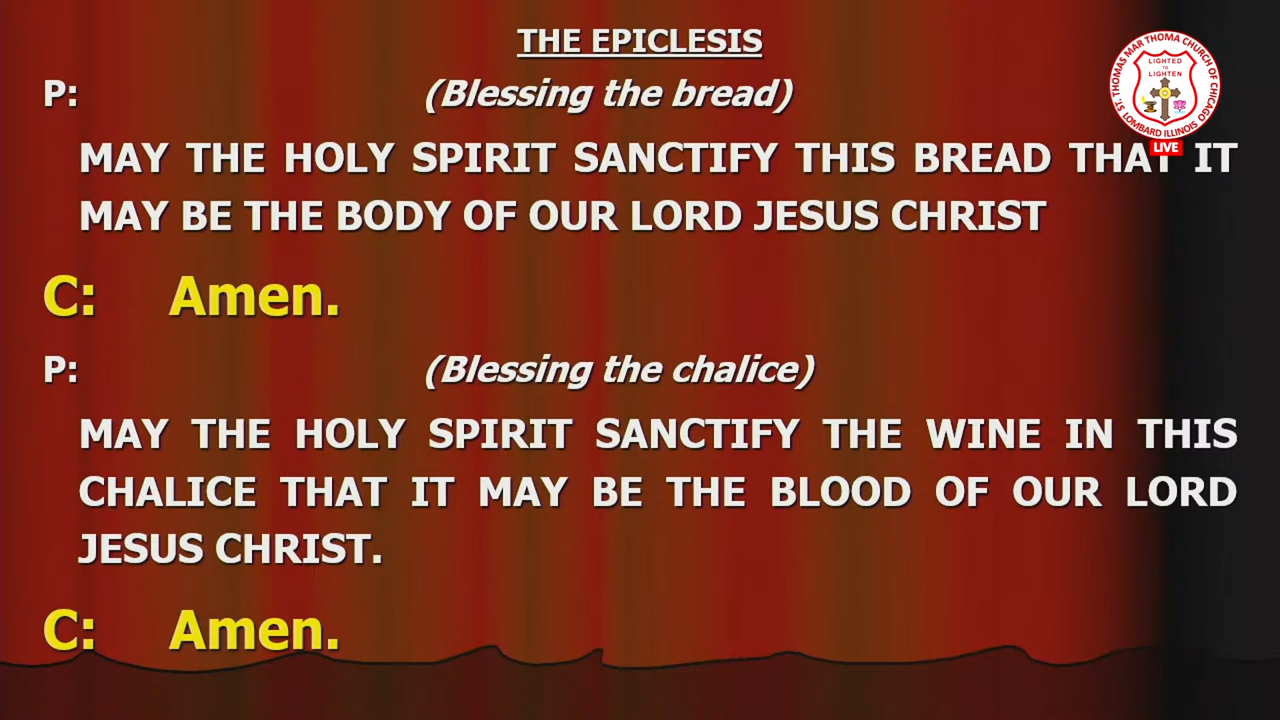 THE EPICLESIS
P: (Blessing the bread)
MAY THE HOLY SPIRIT SANCTIFY THIS BREAD THAT IT
MAY BE THE BODY OF OUR LORD JESUS CHRIST
C: Amen.
P: (Blessing the chalice)
MAY THE HOLY SPIRIT SANCTIFY THE WINE IN THIS
CHALICE THAT IT MAY BE THE BLOOD OF OUR LORD
JESUS CHRIST.
C: Amen.
ST. THOMAS MAR THOMA CHURCH OF CHICAGO
LOMBARD ILLINOIS
LIGHTED
TO
LIGHTEN
LIVE